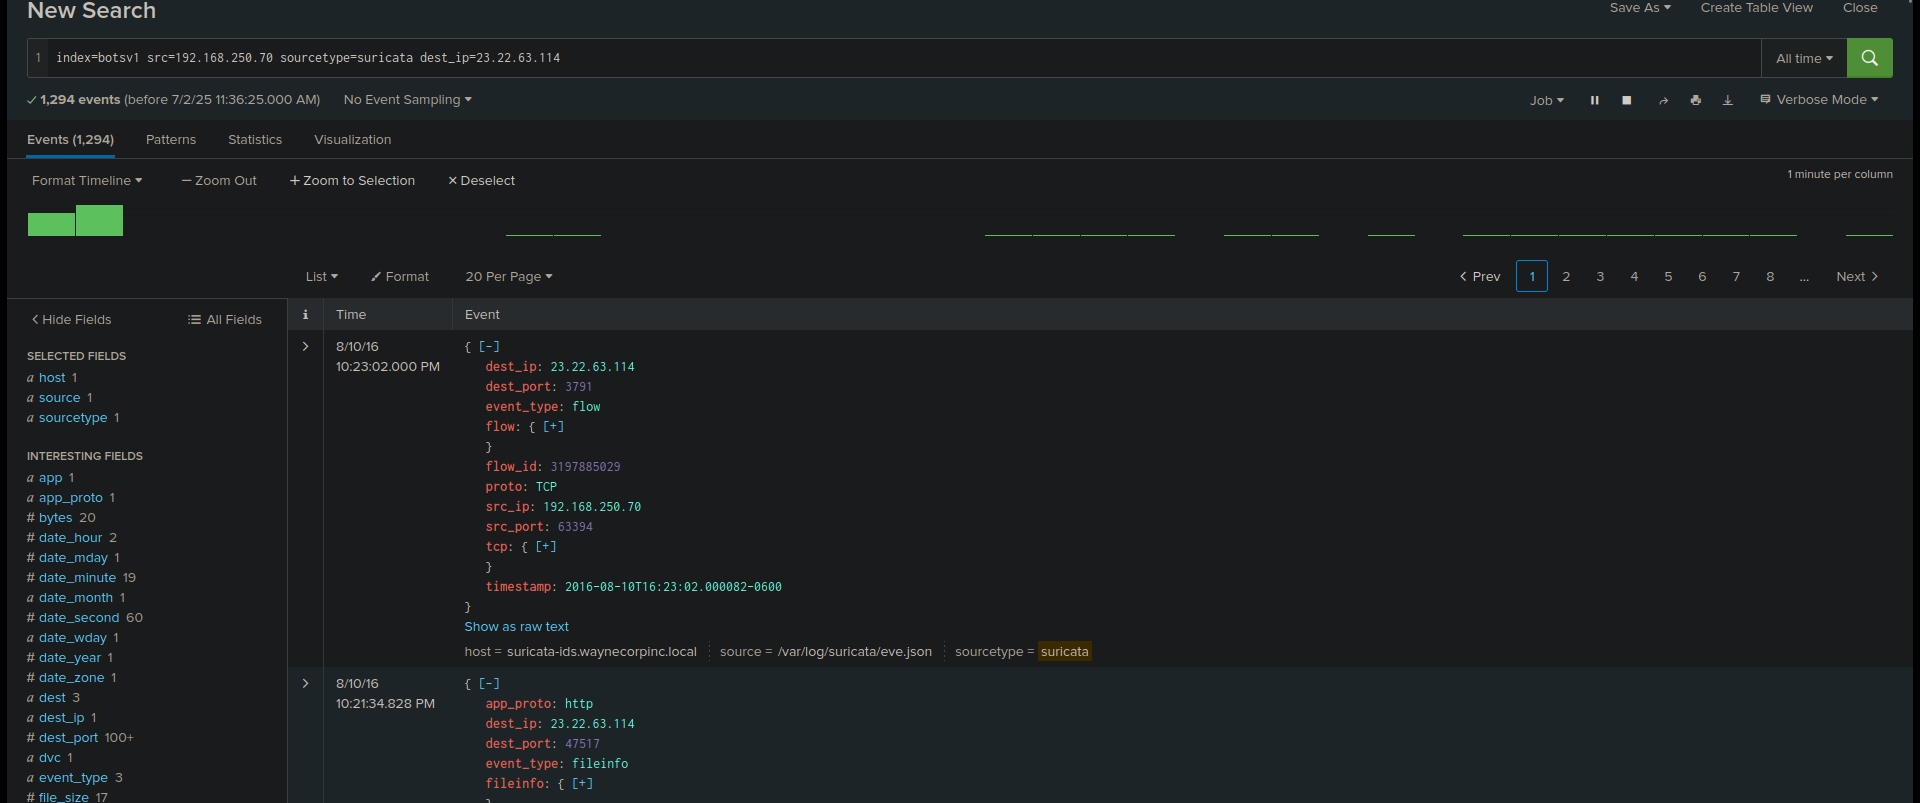 New Search
Save As
Create Table View
Close
1 index=botsv1 src=192.168.250.70 sourcetype=suricata dest_ip=23.22.63.114
All time
1,294 events (before 7/2/25 11:36:25.000 AM)
No Event Sampling
Job
Verbose Mode
Events (1,294)
Patterns
Statistics
Visualization
Format Timeline
− Zoom Out
+ Zoom to Selection
× Deselect
1 minute per column
List
Format
20 Per Page
< Prev
1 2 3 4 5 6 7 8 ...
Next >
< Hide Fields
All Fields
SELECTED FIELDS
a host 1
a source 1
a sourcetype 1
INTERESTING FIELDS
a app 1
a app_proto 1
# bytes 20
# date_hour 2
# date_mday 1
# date_minute 19
a date_month 1
# date_second 60
a date_wday 1
# date_year 1
# date_zone 1
a dest 3
a dest_ip 1
# dest_port 100+
a dvc 1
a event_type 3
# file_size 17
i Time Event
> 8/10/16
10:23:02.000 PM
{ [-]
dest_ip: 23.22.63.114
dest_port: 3791
event_type: flow
flow: { [+]
}
flow_id: 3197885029
proto: TCP
src_ip: 192.168.250.70
src_port: 63394
tcp: { [+]
}
timestamp: 2016-08-10T16:23:02.000082-0600
}
Show as raw text
host = suricata-ids.waynecorpinc.local source = /var/log/suricata/eve.json sourcetype = suricata
> 8/10/16
10:21:34.828 PM
{ [-]
app_proto: http
dest_ip: 23.22.63.114
dest_port: 47517
event_type: fileinfo
fileinfo: { [+]
}